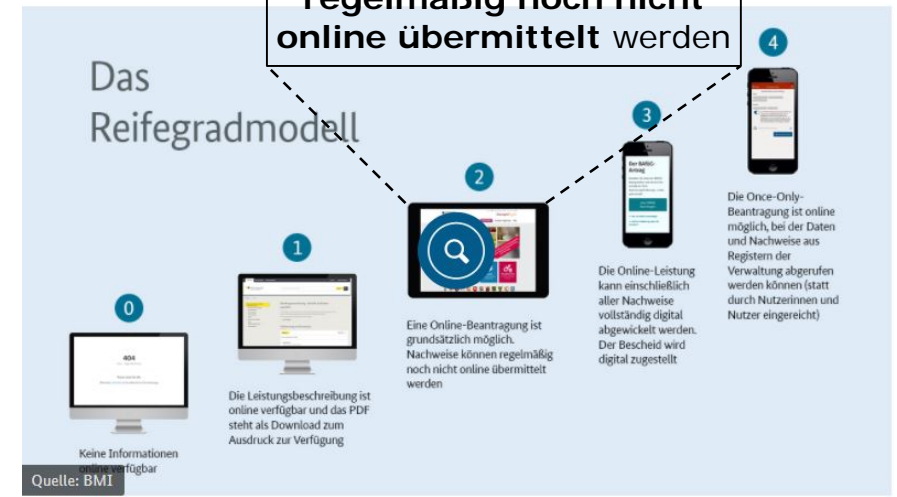 regelmäßig noch nicht
online übermittelt werden
Das
Reifegradmodell
0
404
Keine Informationen
online verfügbar
1
Die Leistungsbeschreibung ist
online verfügbar und das PDF
steht als Download zum
Ausdruck zur Verfügung
2
Eine Online-Beantragung ist
grundsätzlich möglich.
Nachweise können regelmäßig
noch nicht online übermittelt
werden
3
Der BAföG-
Antrag
Die Online-Leistung
kann einschließlich
aller Nachweise
vollständig digital
abgewickelt werden.
Der Bescheid wird
digital zugestellt
4
Die Once-Only-
Beantragung ist online
möglich, bei der Daten
und Nachweise aus
Registern der
Verwaltung abgerufen
werden können (statt
durch Nutzerinnen und
Nutzer eingereicht)
Quelle: BMI